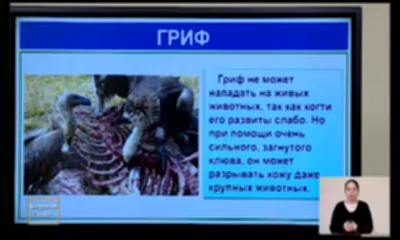 ГРИФ
Гриф не может
нападать на живых
животных, так как когти
его развиты слабо. Но
при помощи очень
сильного, загнутого
клюва, он может
разрывать кожу даже
крупных животных.